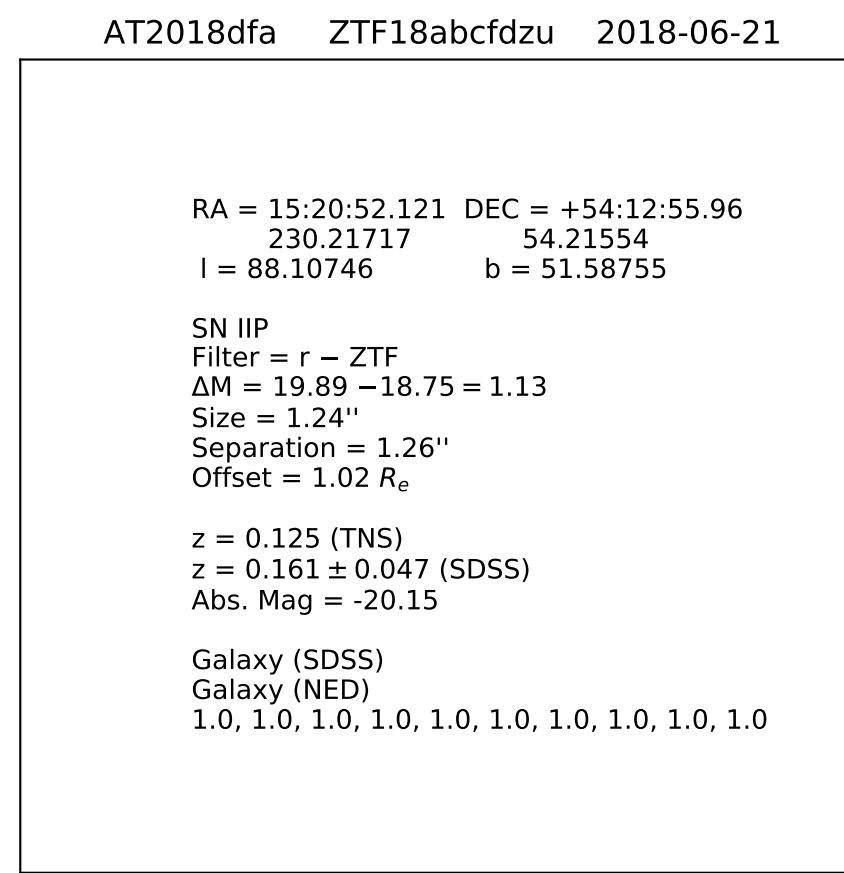 AT2018dfa ZTF18abcfdzu 2018-06-21
RA = 15:20:52.121 DEC = +54:12:55.96
230.21717 54.21554
l = 88.10746 b = 51.58755
SN IIP
Filter = r − ZTF
ΔM = 19.89 −18.75 = 1.13
Size = 1.24''
Separation = 1.26''
Offset = 1.02 Rₑ
z = 0.125 (TNS)
z = 0.161 ± 0.047 (SDSS)
Abs. Mag = -20.15
Galaxy (SDSS)
Galaxy (NED)
1.0, 1.0, 1.0, 1.0, 1.0, 1.0, 1.0, 1.0, 1.0, 1.0